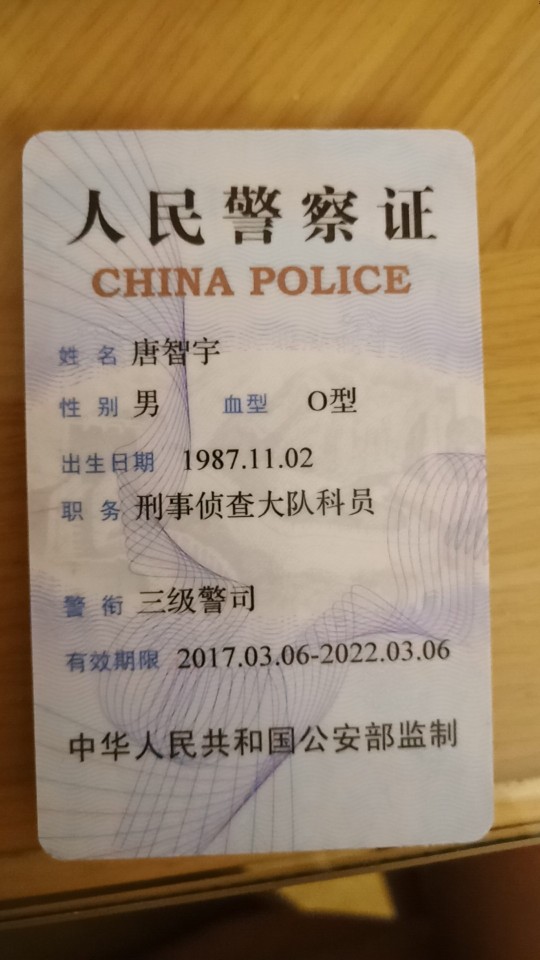 人民警察证
CHINA POLICE
姓名 唐智宇
性别 男 血型 O型
出生日期 1987.11.02
职务 刑事侦查大队科员
警衔 三级警司
有效期限 2017.03.06-2022.03.06
中华人民共和国公安部监制